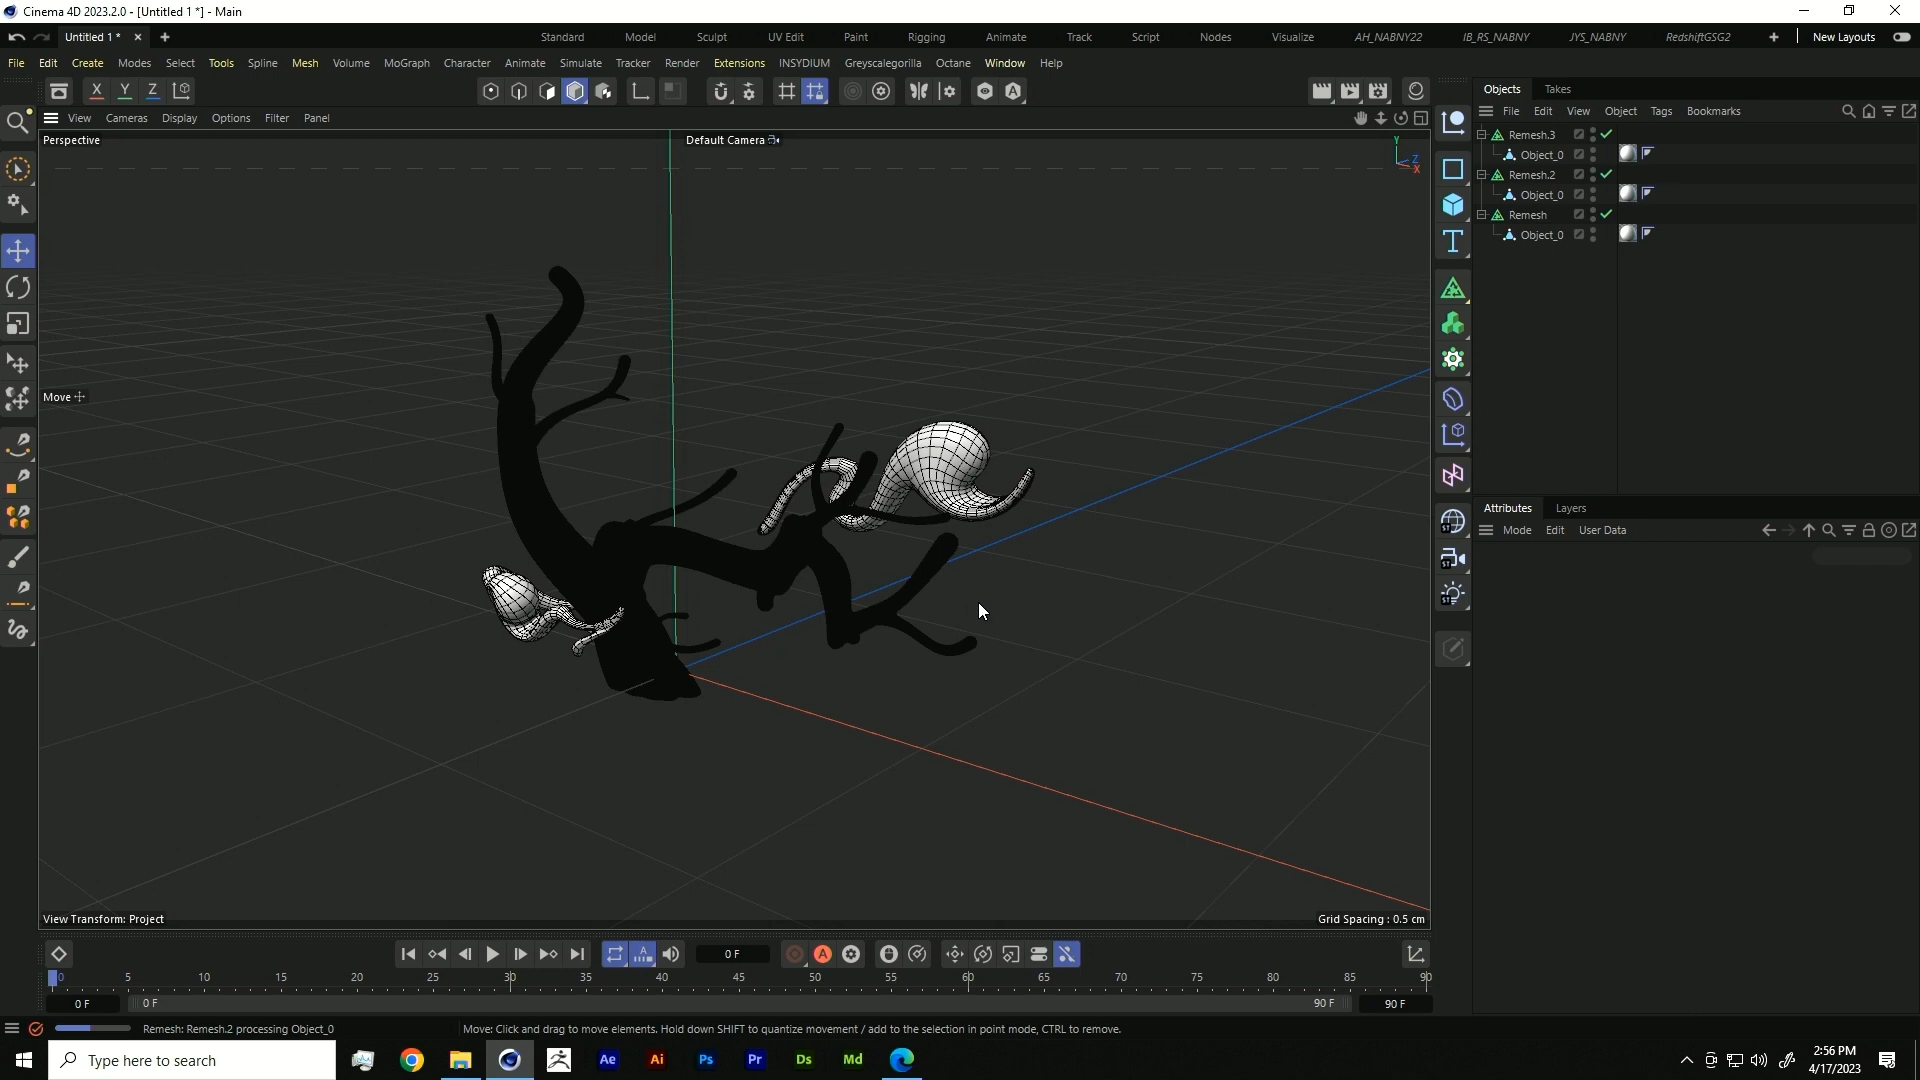 Cinema 4D 2023.2.0 - [Untitled 1 *] - Main
Untitled 1 *
Standard Model Sculpt UV Edit Paint Rigging Animate Track Script Nodes Visualize AH_NABNY22 IB_RS_NABNY JYS_NABNY RedshiftGSG2 New Layouts
File Edit Create Modes Select Tools Spline Mesh Volume MoGraph Character Animate Simulate Tracker Render Extensions INSYDIUM Greyscalegorilla Octane Window Help
X Y Z
Objects Takes
View Cameras Display Options Filter Panel
File Edit View Object Tags Bookmarks
Perspective
Default Camera
Y
Z
X
Remesh.3
Object_0
Remesh.2
Object_0
Remesh
Object_0
Move
Attributes Layers
Mode Edit User Data
ST
ST
ST
View Transform: Project
Grid Spacing : 0.5 cm
0 F
0 5 10 15 20 25 30 35 40 45 50 55 60 65 70 75 80 85 90
0 F 0 F 90 F 90 F
Remesh: Remesh.2 processing Object_0
Move: Click and drag to move elements. Hold down SHIFT to quantize movement / add to the selection in point mode, CTRL to remove.
Type here to search
Ae Ai Ps Pr Ds Md
2:56 PM
4/17/2023